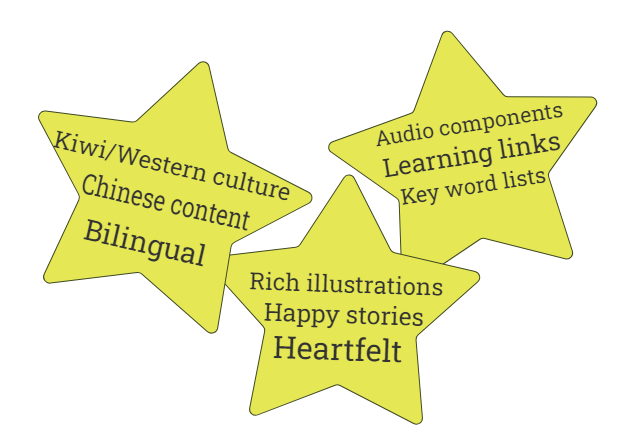 Kiwi/Western culture
Chinese content
Bilingual
Audio components
Learning links
Key word lists
Rich illustrations
Happy stories
Heartfelt